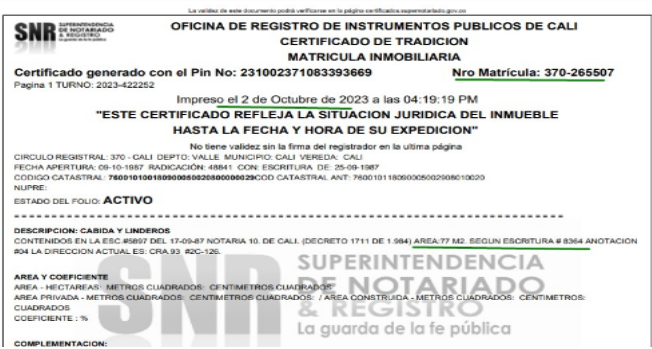 La validez de este documento podrá verificarse en la página certificados.supernotariado.gov.co
SNR SUPERINTENDENCIA DE NOTARIADO & REGISTRO
La guarda de la fe pública
OFICINA DE REGISTRO DE INSTRUMENTOS PUBLICOS DE CALI
CERTIFICADO DE TRADICION
MATRICULA INMOBILIARIA
Certificado generado con el Pin No: 231002371083393669 Nro Matrícula: 370-265507
Pagina 1 TURNO: 2023-422252
Impreso el 2 de Octubre de 2023 a las 04:19:19 PM
"ESTE CERTIFICADO REFLEJA LA SITUACION JURIDICA DEL INMUEBLE
HASTA LA FECHA Y HORA DE SU EXPEDICION"
No tiene validez sin la firma del registrador en la ultima página
CIRCULO REGISTRAL: 370 - CALI DEPTO: VALLE MUNICIPIO: CALI VEREDA: CALI
FECHA APERTURA: 09-10-1987 RADICACIÓN: 48841 CON: ESCRITURA DE: 25-09-1987
CODIGO CATASTRAL: COD CATASTRAL ANT:
NUPRE:
ESTADO DEL FOLIO: ACTIVO
DESCRIPCION: CABIDA Y LINDEROS
CONTENIDOS EN LA ESC.#5897 DEL 17-09-87 NOTARIA 10. DE CALI. (DECRETO 1711 DE 1.984) AREA:77 M2. SEGUN ESCRITURA # 8364 ANOTACION
#04 LA DIRECCION ACTUAL ES: CRA 93 #2C-126.
AREA Y COEFICIENTE
AREA - HECTAREAS: METROS CUADRADOS: CENTIMETROS CUADRADOS:
AREA PRIVADA - METROS CUADRADOS: CENTIMETROS CUADRADOS: / AREA CONSTRUIDA - METROS CUADRADOS: CENTIMETROS:
CUADRADOS
COEFICIENTE : %
SNR SUPERINTENDENCIA
DE NOTARIADO
& REGISTRO
La guarda de la fe pública
COMPLEMENTACION: